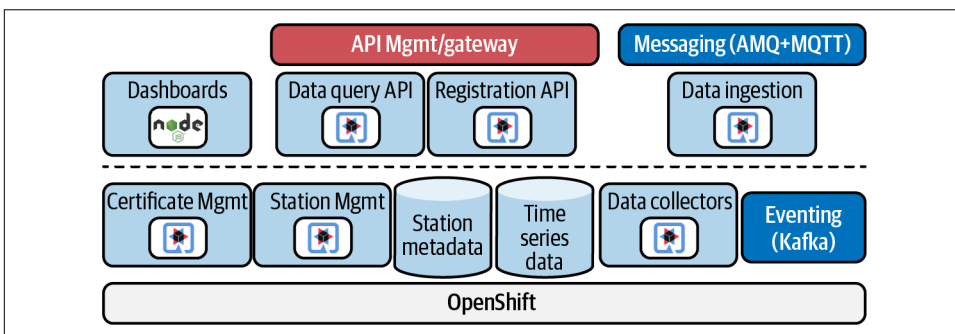 API Mgmt/gateway
Messaging (AMQ+MQTT)
Dashboards
node
JS
Data query API
Registration API
Data ingestion
Certificate Mgmt
Station Mgmt
Station
metadata
Time
series
data
Data collectors
Eventing
(Kafka)
OpenShift